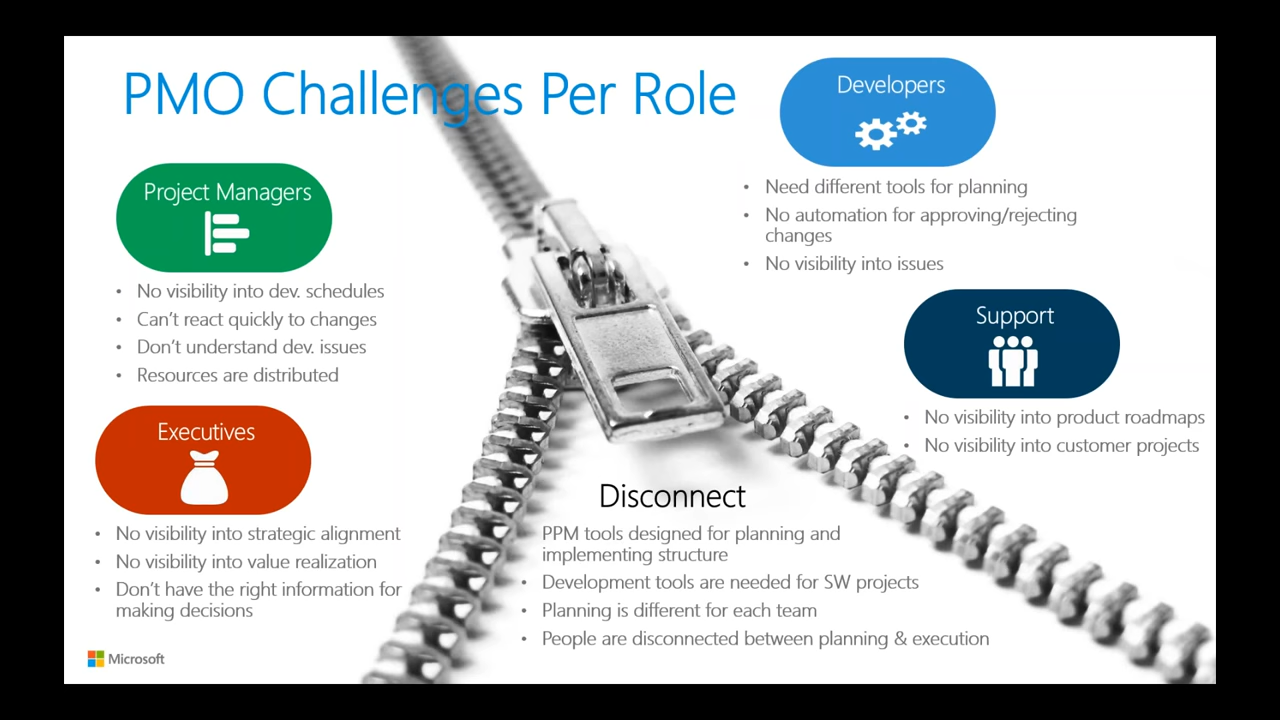 PMO Challenges Per Role
Project Managers
• No visibility into dev. schedules
• Can't react quickly to changes
• Don't understand dev. issues
• Resources are distributed
Executives
• No visibility into strategic alignment
• No visibility into value realization
• Don't have the right information for
making decisions
Developers
• Need different tools for planning
• No automation for approving/rejecting
changes
• No visibility into issues
Support
• No visibility into product roadmaps
• No visibility into customer projects
Disconnect
PPM tools designed for planning and
implementing structure
• Development tools are needed for SW projects
• Planning is different for each team
• People are disconnected between planning & execution
Microsoft